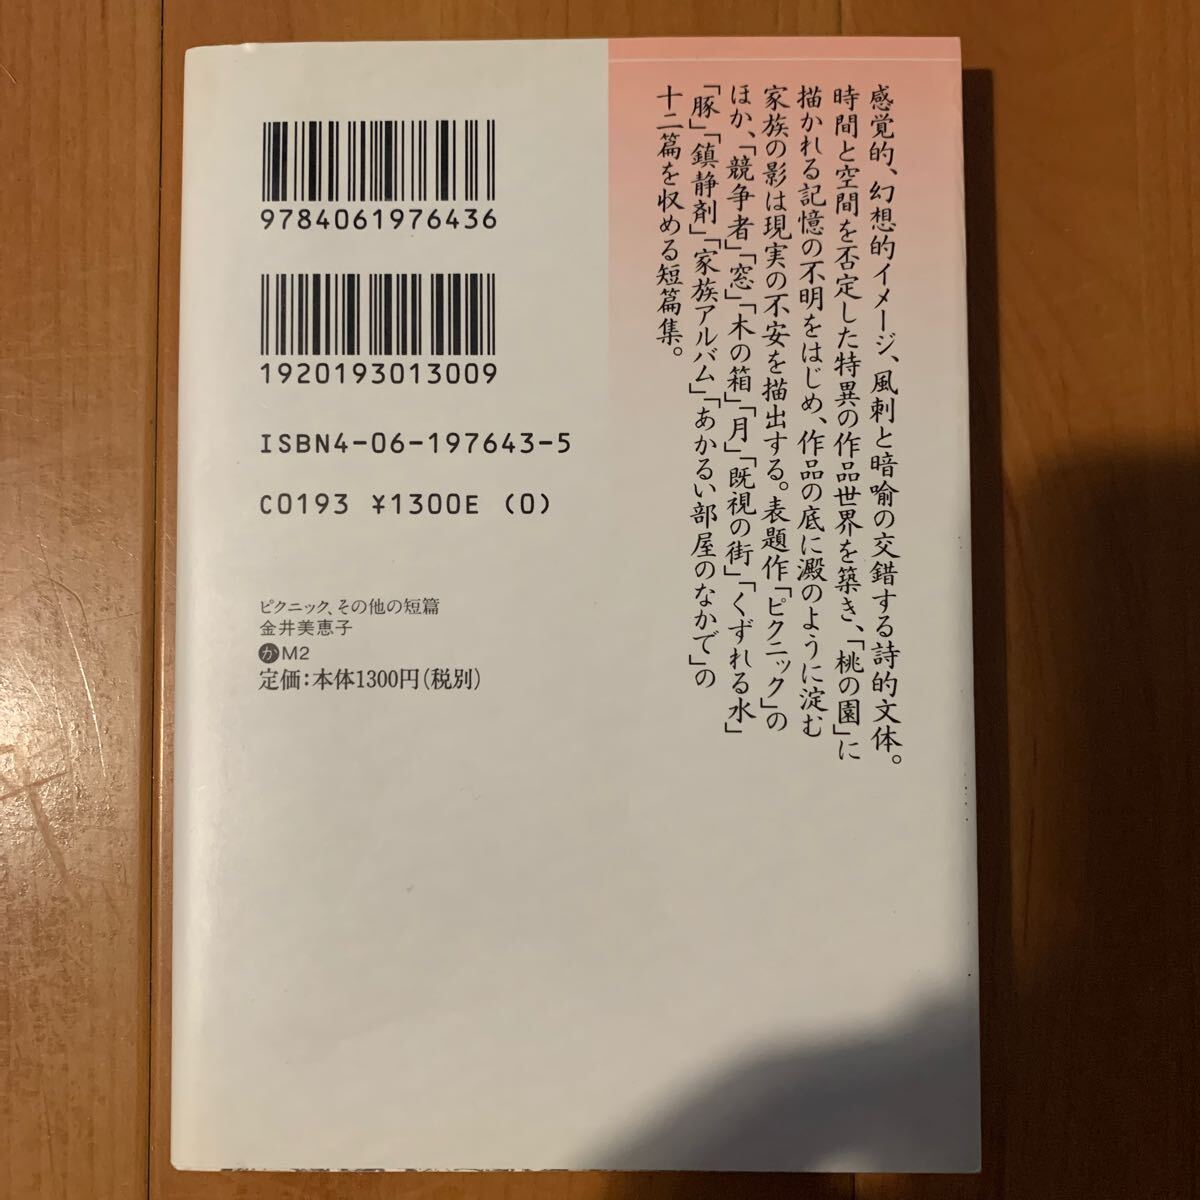 感覚的、幻想的イメージ、風刺と暗喩の交錯する詩的文体。
時間と空間を否定した特異の作品世界を築き、「桃の園」に
描かれる記憶の不明をはじめ、作品の底に澱のように淀む
家族の影は現実の不安を描出する。表題作「ピクニック」の
ほか、「競争者」「窓」「木の箱」「月」「既視の街」「くずれる水」
「豚」「鎮静剤」「家族アルバム」「あかるい部屋のなかで」の
十二篇を収める短篇集。
9784061976436
1920193013009
ISBN4-06-197643-5
C0193 ¥1300E (0)
ピクニック、その他の短篇
金井美恵子
かM2
定価:本体1300円(税別)